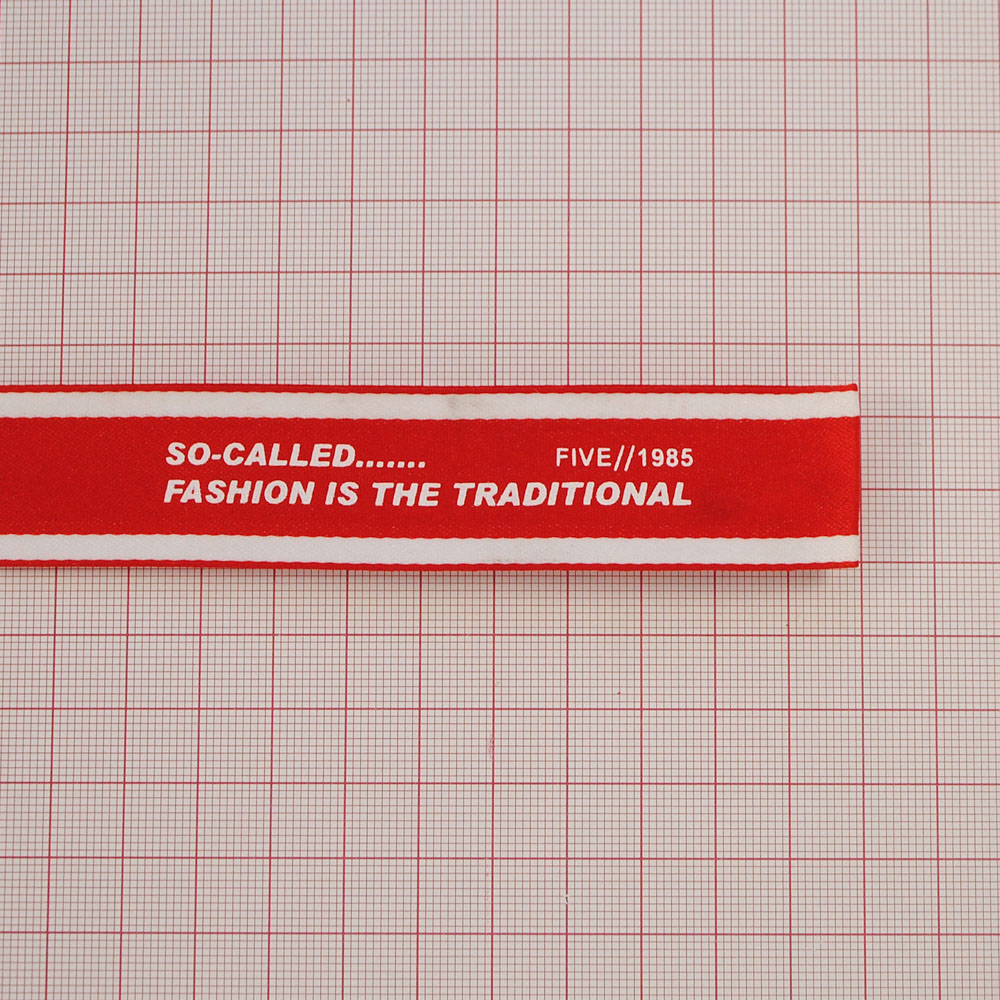 SO-CALLED....... FIVE//1985
FASHION IS THE TRADITIONAL